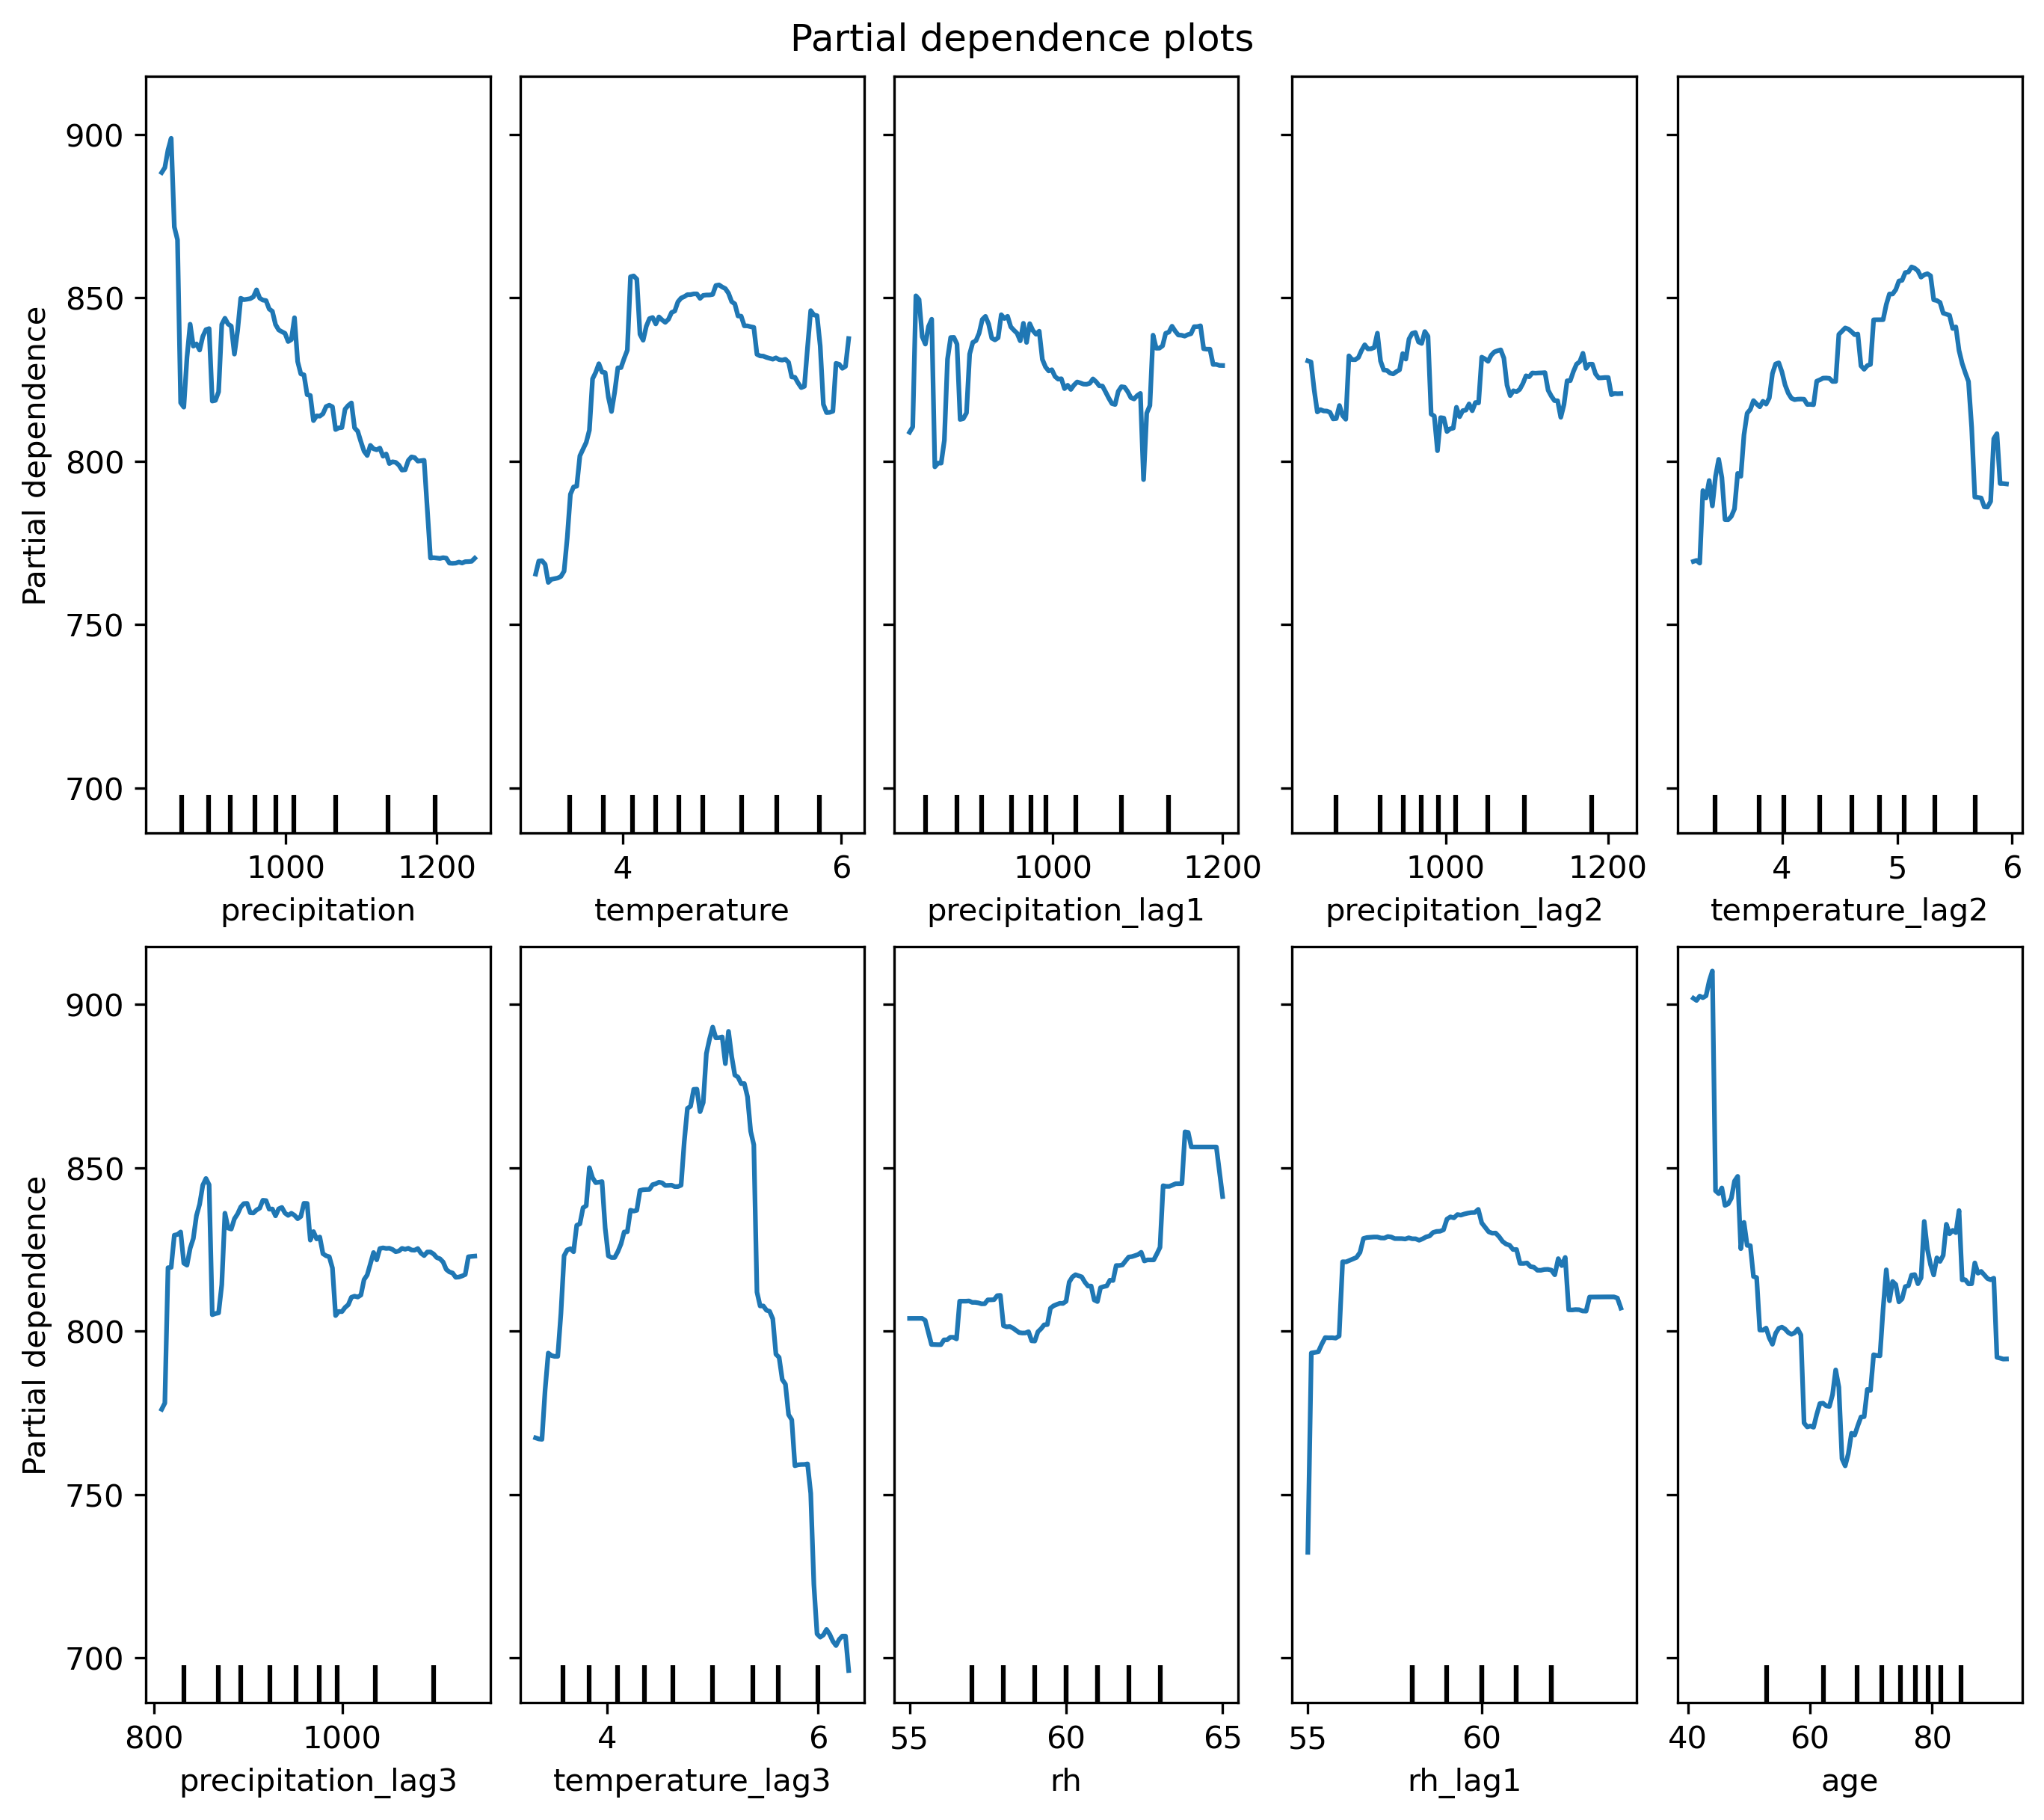 Partial dependence plots
Partial dependence
900
850
800
750
700
1000 1200
precipitation
4 6
temperature
1000 1200
precipitation_lag1
1000 1200
precipitation_lag2
4 5 6
temperature_lag2
Partial dependence
900
850
800
750
700
800 1000
precipitation_lag3
4 6
temperature_lag3
55 60 65
rh
55 60
rh_lag1
40 60 80
age